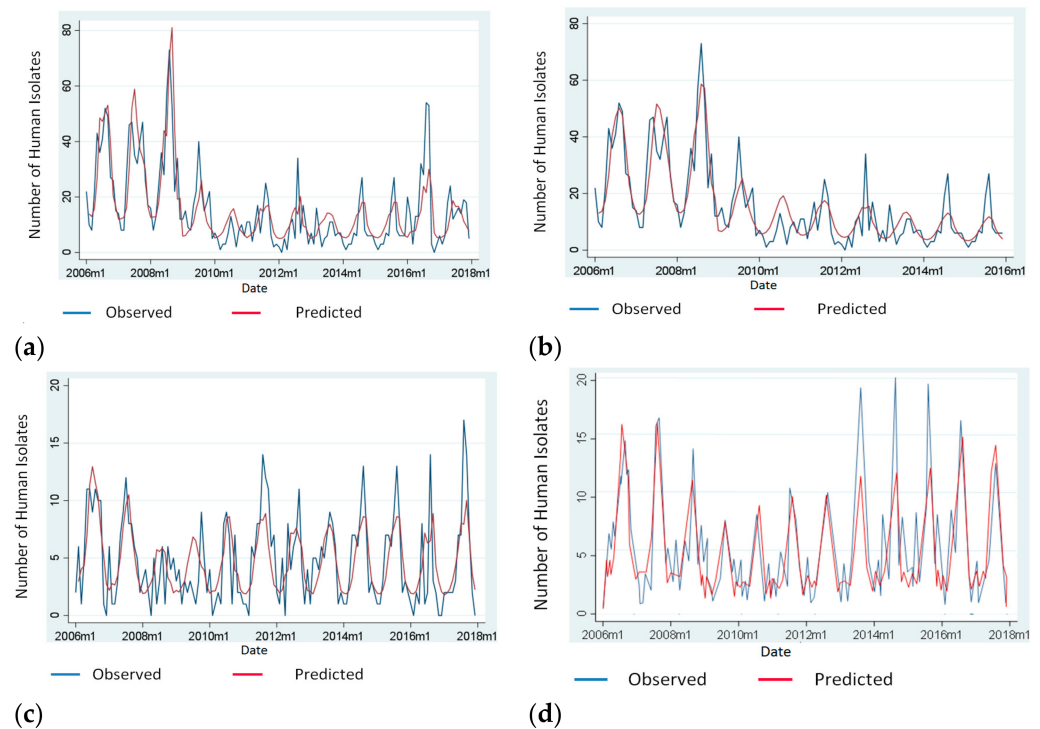 80
60
40
20
0
Number of Human Isolates
2006m1 2008m1 2010m1 2012m1 2014m1 2016m1 2018m1
Date
Observed Predicted
(a)
80
60
40
20
0
Number of Human Isolates
2006m1 2008m1 2010m1 2012m1 2014m1 2016m1
Date
Observed Predicted
(b)
20
15
10
5
0
Number of Human Isolates
2006m1 2008m1 2010m1 2012m1 2014m1 2016m1 2018m1
Date
Observed Predicted
(c)
20
15
10
5
0
Number of Human Isolates
2006m1 2008m1 2010m1 2012m1 2014m1 2016m1 2018m1
Date
Observed Predicted
(d)